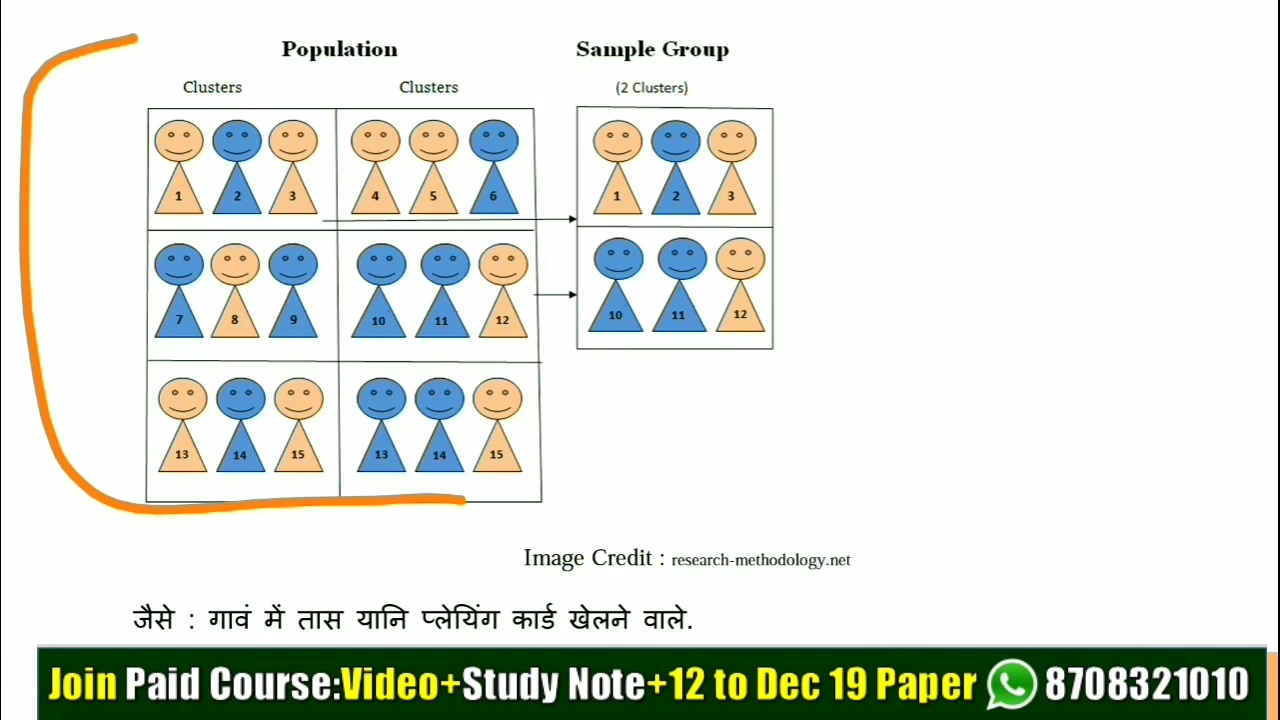 Population Sample Group
Clusters Clusters (2 Clusters)
1 2 3 4 5 6 1 2 3
7 8 9 10 11 12 10 11 12
13 14 15 13 14 15
Image Credit : research-methodology.net
जैसे : गावं में तास यानि प्लेयिंग कार्ड खेलने वाले.
Join Paid Course:Video+Study Note+12 to Dec 19 Paper 8708321010